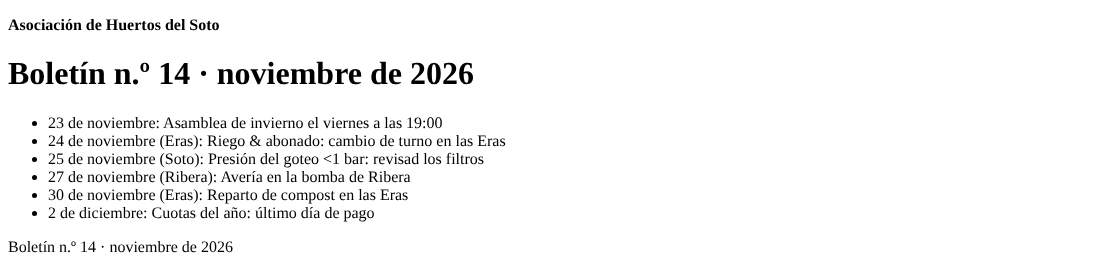 Asociación de Huertos del Soto
Boletín n.º 14 · noviembre de 2026
• 23 de noviembre: Asamblea de invierno el viernes a las 19:00
• 24 de noviembre (Eras): Riego & abonado: cambio de turno en las Eras
• 25 de noviembre (Soto): Presión del goteo <1 bar: revisad los filtros
• 27 de noviembre (Ribera): Avería en la bomba de Ribera
• 30 de noviembre (Eras): Reparto de compost en las Eras
• 2 de diciembre: Cuotas del año: último día de pago
Boletín n.º 14 · noviembre de 2026